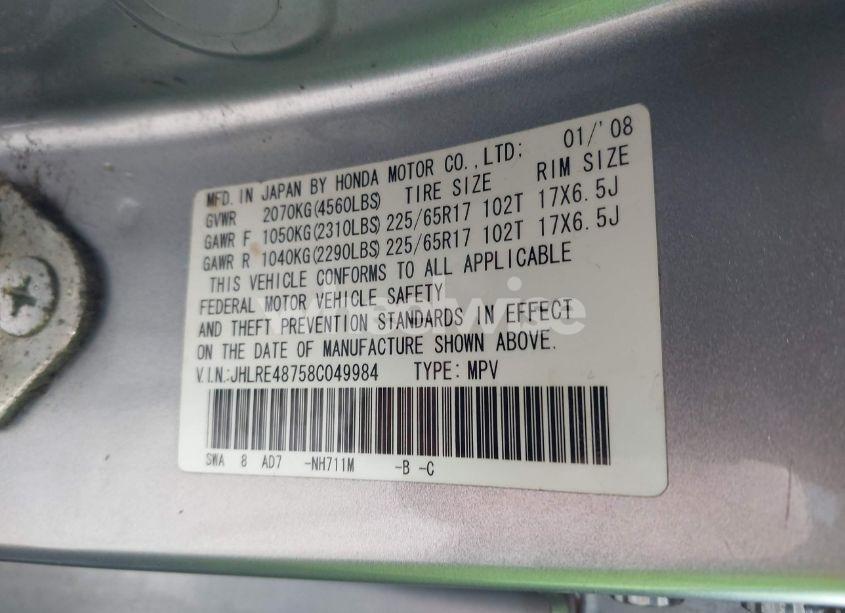 MFD. IN JAPAN BY HONDA MOTOR CO.,LTD: 01/'08
GVWR 2070KG(4560LBS) TIRE SIZE RIM SIZE
GAWR F 1050KG(2310LBS) 225/65R17 102T 17X6.5J
GAWR R 1040KG(2290LBS) 225/65R17 102T 17X6.5J
THIS VEHICLE CONFORMS TO ALL APPLICABLE
FEDERAL MOTOR VEHICLE SAFETY
AND THEFT PREVENTION STANDARDS IN EFFECT
ON THE DATE OF MANUFACTURE SHOWN ABOVE.
V.I.N.:JHLRE48758C049984 TYPE: MPV
SWA 8 AD7 -NH711M -B -C